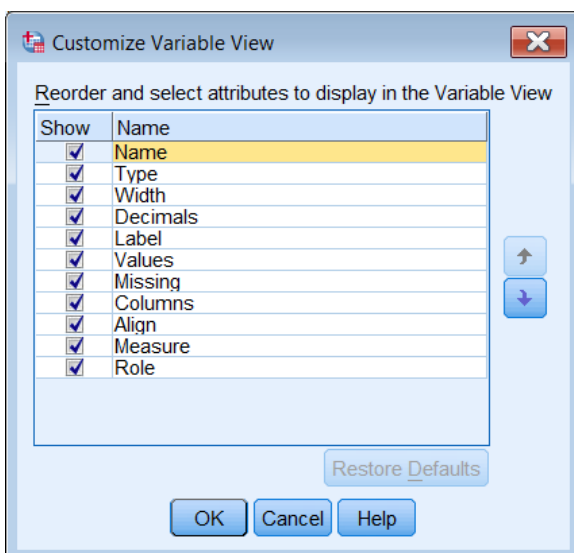 Customize Variable View
Reorder and select attributes to display in the Variable View
Show Name
Name
Type
Width
Decimals
Label
Values
Missing
Columns
Align
Measure
Role
Restore Defaults
OK Cancel Help